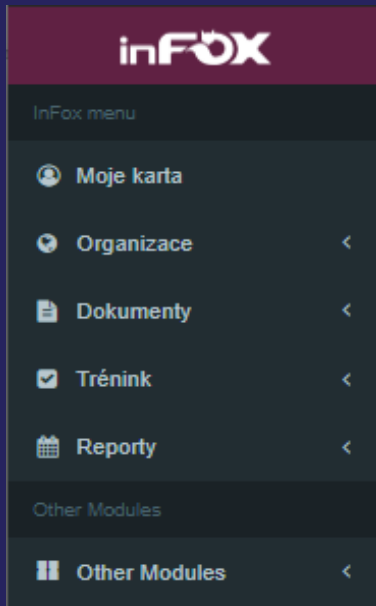 inFOX
InFox menu
Moje karta
Organizace
Dokumenty
Trénink
Reporty
Other Modules
Other Modules